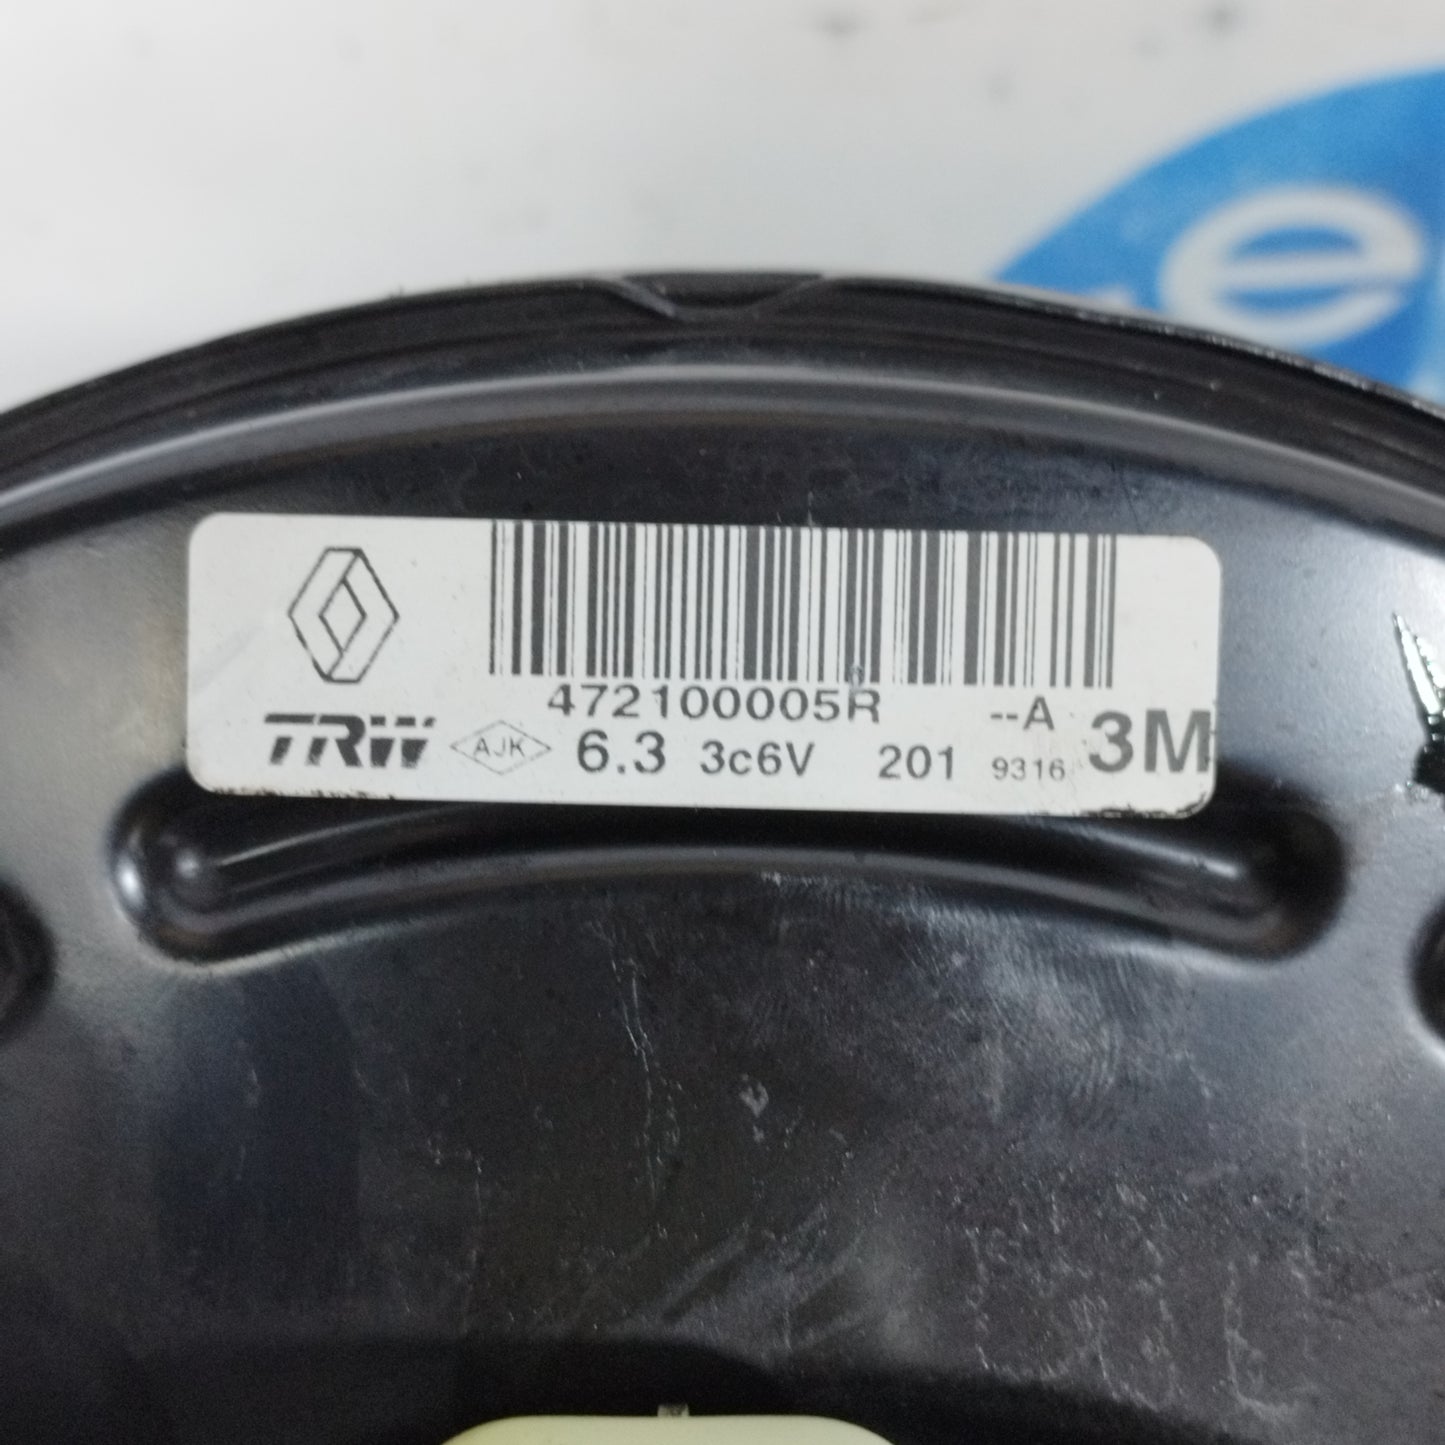 472100005R --A
TRW AJK 6.3 3c6V 201 9316 3M
e